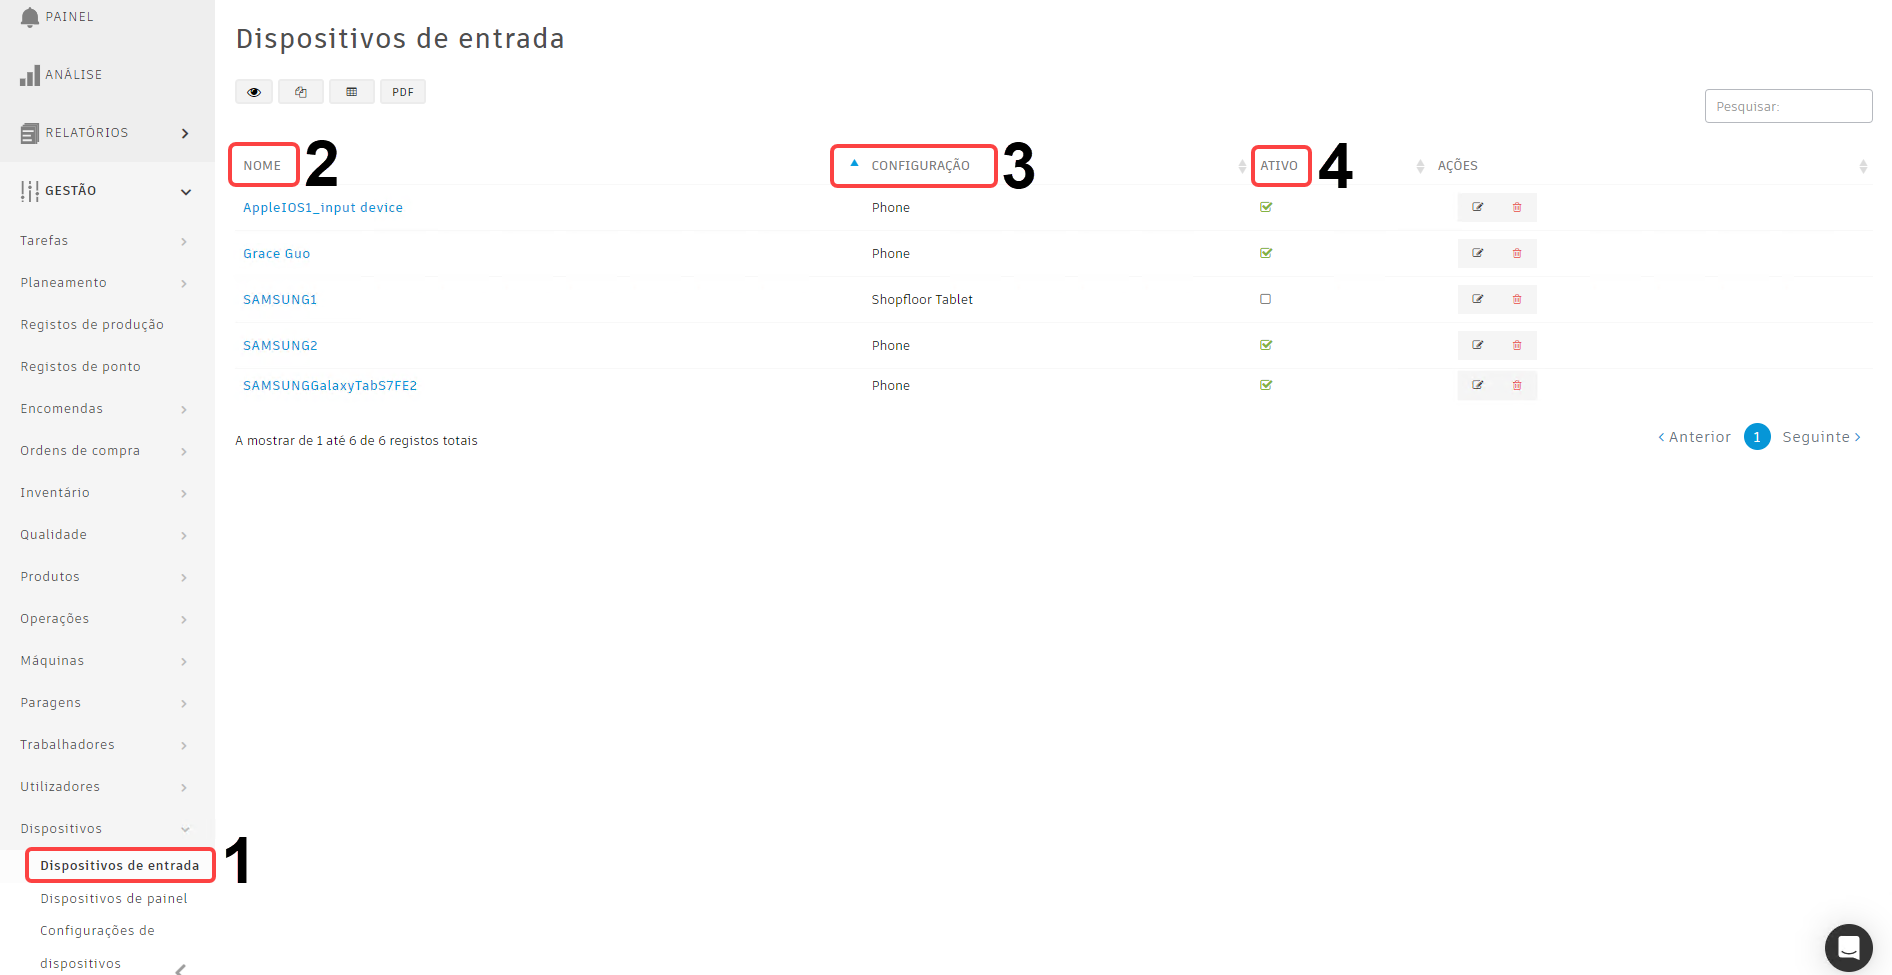 PAINEL
ANÁLISE
RELATÓRIOS
GESTÃO
Tarefas
Planeamento
Registos de produção
Registos de ponto
Encomendas
Ordens de compra
Inventário
Qualidade
Produtos
Operações
Máquinas
Paragens
Trabalhadores
Utilizadores
Dispositivos
Dispositivos de entrada 1
Dispositivos de painel
Configurações de
dispositivos
Dispositivos de entrada
PDF
Pesquisar:
NOME 2 CONFIGURAÇÃO 3 ATIVO 4 AÇÕES
AppleIOS1_input device Phone
Grace Guo Phone
SAMSUNG1 Shopfloor Tablet
SAMSUNG2 Phone
SAMSUNGGalaxyTabS7FE2 Phone
A mostrar de 1 até 6 de 6 registos totais
Anterior 1 Seguinte